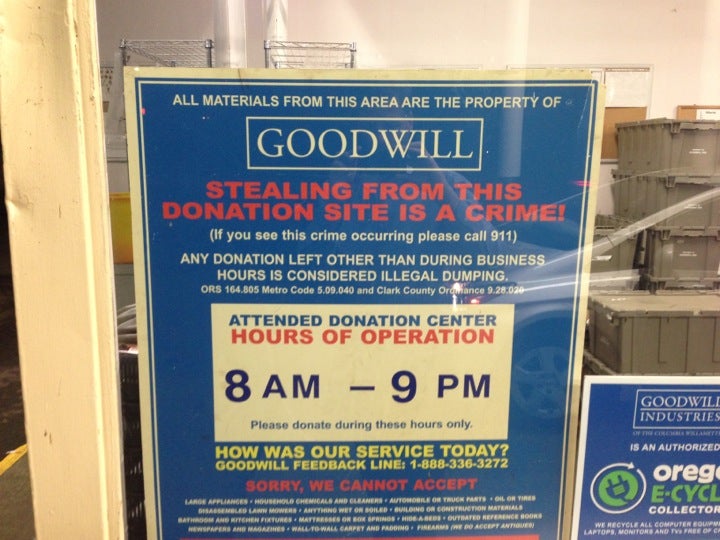 ALL MATERIALS FROM THIS AREA ARE THE PROPERTY OF
GOODWILL
STEALING FROM THIS
DONATION SITE IS A CRIME!
(If you see this crime occurring please call 911)
ANY DONATION LEFT OTHER THAN DURING BUSINESS
HOURS IS CONSIDERED ILLEGAL DUMPING.
ORS 164.805 Metro Code 5.09.040 and Clark County Ordinance 9.28.020
ATTENDED DONATION CENTER
HOURS OF OPERATION
8 AM – 9 PM
Please donate during these hours only.
HOW WAS OUR SERVICE TODAY?
GOODWILL FEEDBACK LINE: 1-888-336-3272
SORRY, WE CANNOT ACCEPT
LARGE APPLIANCES • HOUSEHOLD CHEMICALS AND CLEANERS • AUTOMOBILE OR TRUCK PARTS • OIL OR TIRES
DISASSEMBLED LAWN MOWERS • ANYTHING WET OR SOILED • BUILDING OR CONSTRUCTION MATERIALS
BATHROOM AND KITCHEN FIXTURES • MATTRESSES OR BOX SPRINGS • HIDE-A-BEDS • OUTDATED REFERENCE BOOKS
NEWSPAPERS AND MAGAZINES • WALL-TO-WALL CARPET AND PADDING • FIREARMS (WE DO ACCEPT ANTIQUES)
GOODWILL
INDUSTRIES
OF THE COLUMBIA WILLAMETTE
IS AN AUTHORIZED
oreg
E-CYCL
COLLECTOR
WE RECYCLE ALL COMPUTER EQUIPM
LAPTOPS, MONITORS AND TVs FREE OF C